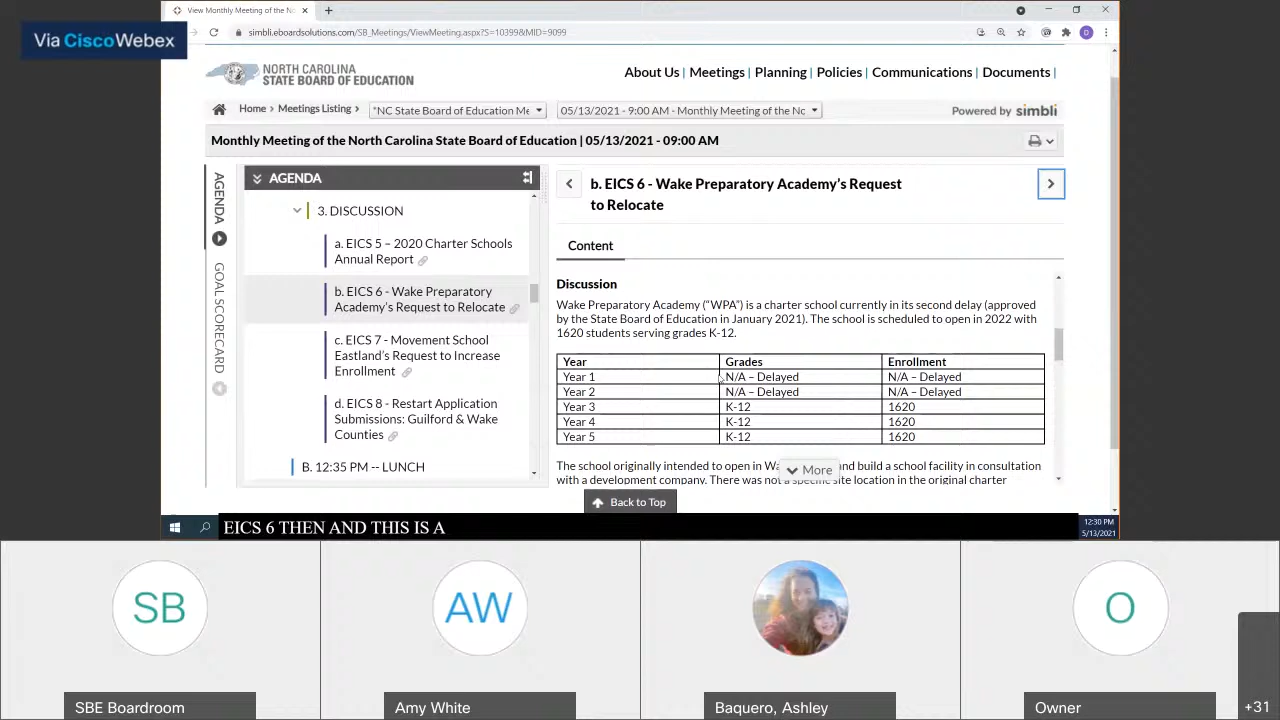 View Monthly Meeting of the No
Via CiscoWebex
simbli.eboardsolutions.com/SB_Meetings/ViewMeeting.aspx?S=10399&MID=9099
D
NORTH CAROLINA
STATE BOARD OF EDUCATION
About Us | Meetings | Planning | Policies | Communications | Documents |
Home > Meetings Listing >
*NC State Board of Education Me
05/13/2021 - 9:00 AM - Monthly Meeting of the Nc
Powered by simbli
Monthly Meeting of the North Carolina State Board of Education | 05/13/2021 - 09:00 AM
AGENDA
GOAL SCORECARD
AGENDA
3. DISCUSSION
a. EICS 5 – 2020 Charter Schools
Annual Report
b. EICS 6 - Wake Preparatory
Academy's Request to Relocate
c. EICS 7 - Movement School
Eastland's Request to Increase
Enrollment
d. EICS 8 - Restart Application
Submissions: Guilford & Wake
Counties
B. 12:35 PM -- LUNCH
b. EICS 6 - Wake Preparatory Academy's Request
to Relocate
Content
Discussion
Wake Preparatory Academy ("WPA") is a charter school currently in its second delay (approved
by the State Board of Education in January 2021). The school is scheduled to open in 2022 with
1620 students serving grades K-12.
Year Grades Enrollment
Year 1 N/A – Delayed N/A – Delayed
Year 2 N/A – Delayed N/A – Delayed
Year 3 K-12 1620
Year 4 K-12 1620
Year 5 K-12 1620
The school originally intended to open in Wa and build a school facility in consultation
More
with a development company. There was not a specific site location in the original charter
Back to Top
EICS 6 THEN AND THIS IS A
12:30 PM
5/13/2021
SB
AW
O
SBE Boardroom
Amy White
Baquero, Ashley
Owner
+31